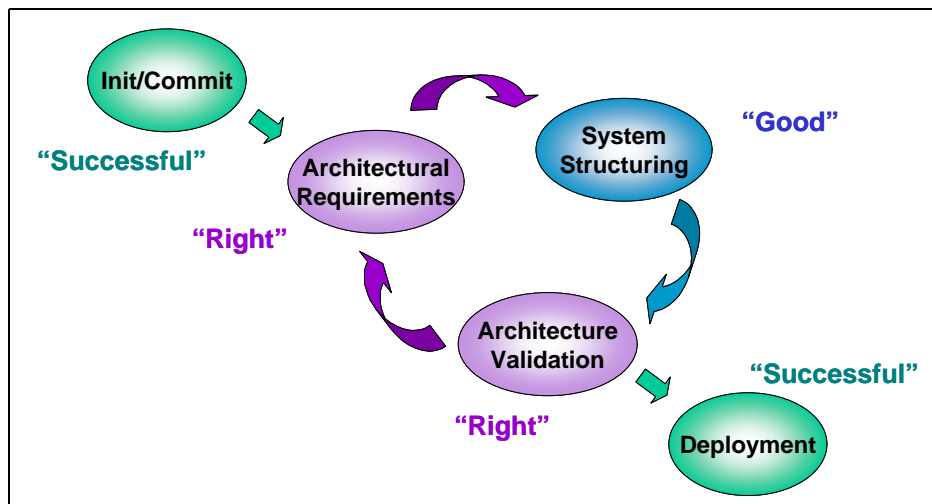 Init/Commit
“Successful”
Architectural
Requirements
“Right”
System
Structuring
“Good”
Architecture
Validation
“Right”
“Successful”
Deployment